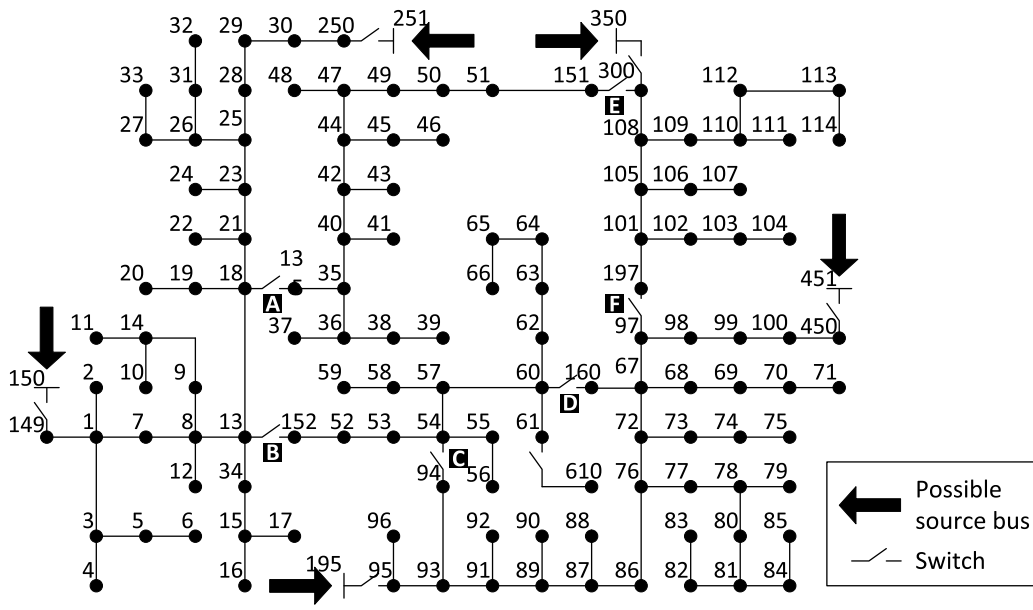 32 29 30 250 251 350
33 31 28 48 47 49 50 51 151 300 112 113
E
27 26 25 44 45 46 108 109 110 111 114
24 23 42 43 105 106 107
22 21 40 41 65 64 101 102 103 104
20 19 18 13 5 35 66 63 197 451
A
F
11 14 37 36 38 39 62 97 98 99 100 450
150 2 10 9 59 58 57 60 160 67 68 69 70 71
D
149 1 7 8 13 152 52 53 54 55 61 72 73 74 75
B
C
12 34 94 56 610 76 77 78 79
3 5 6 15 17 96 92 90 88 83 80 85
4 16 195 95 93 91 89 87 86 82 81 84
Possible
source bus
Switch